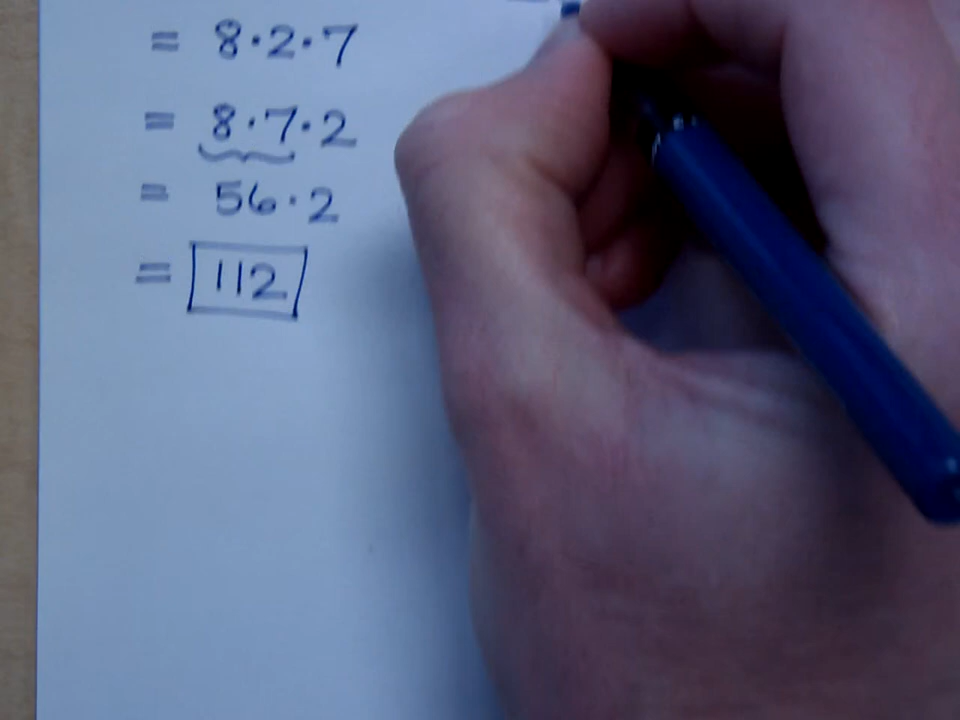 = 8·2·7
= 8·7·2
= 56·2
= 112